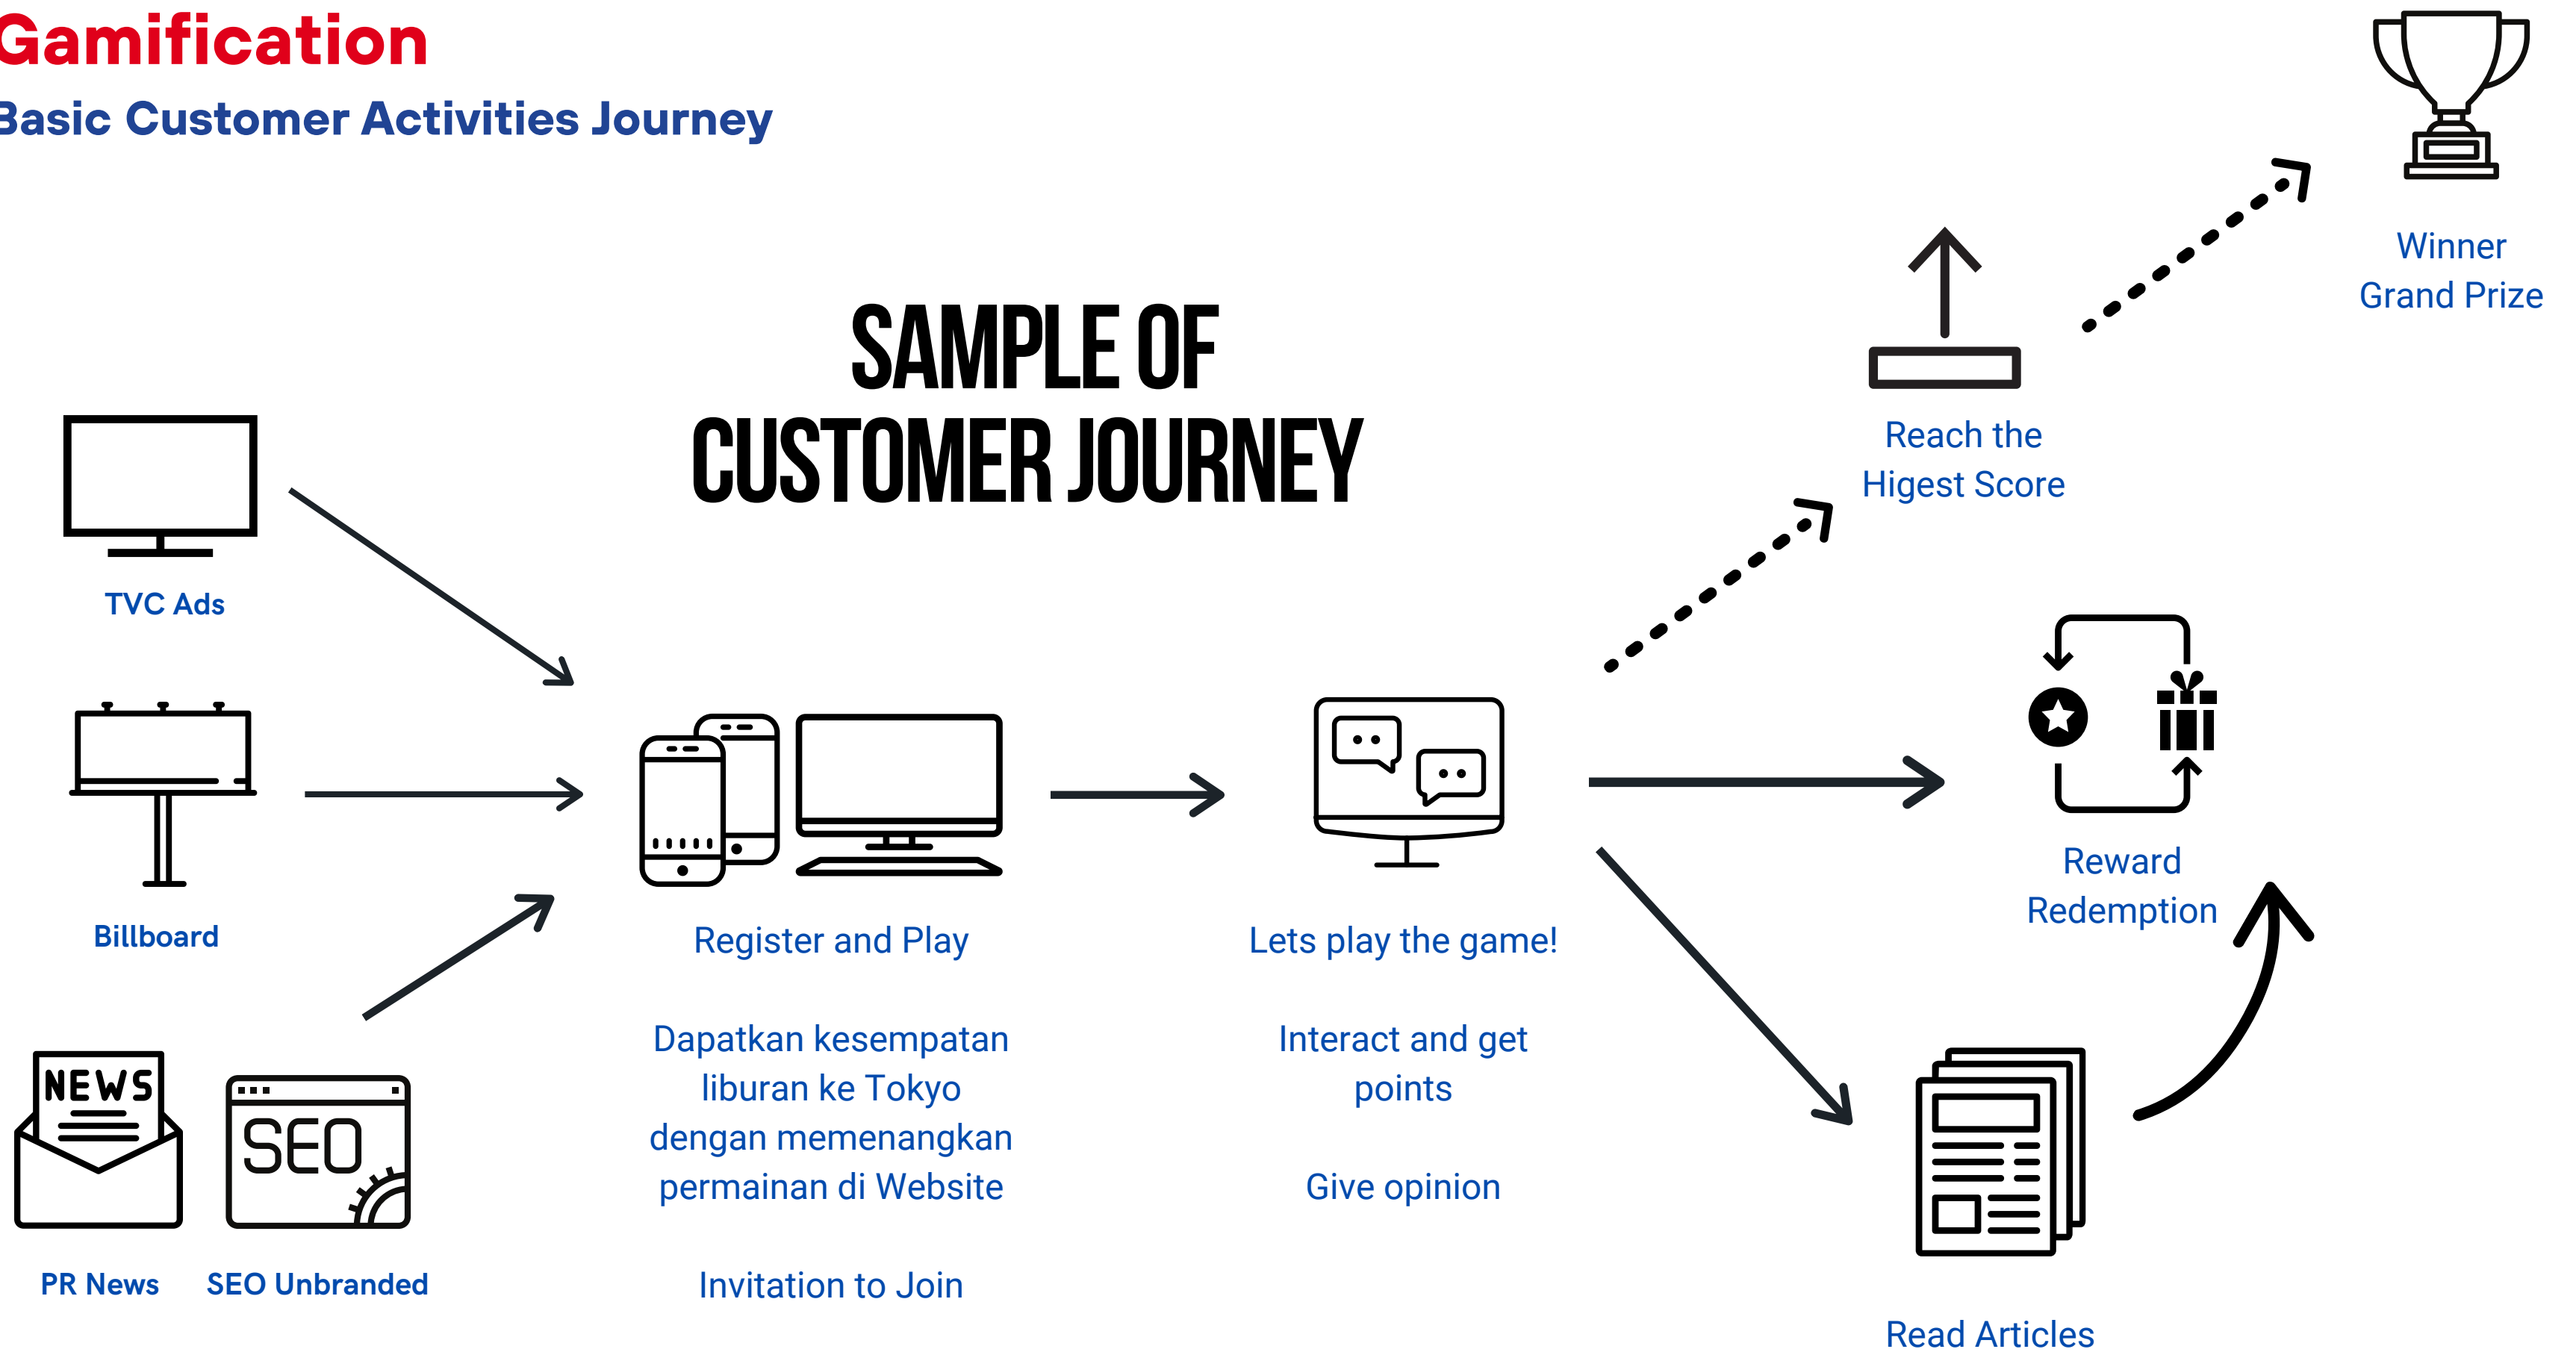 Gamification
Basic Customer Activities Journey
SAMPLE OF
CUSTOMER JOURNEY
TVC Ads
Billboard
NEWS
SEO
PR News
SEO Unbranded
Register and Play
Dapatkan kesempatan
liburan ke Tokyo
dengan memenangkan
permainan di Website
Invitation to Join
Lets play the game!
Interact and get
points
Give opinion
Reach the
Higest Score
Winner
Grand Prize
Reward
Redemption
Read Articles